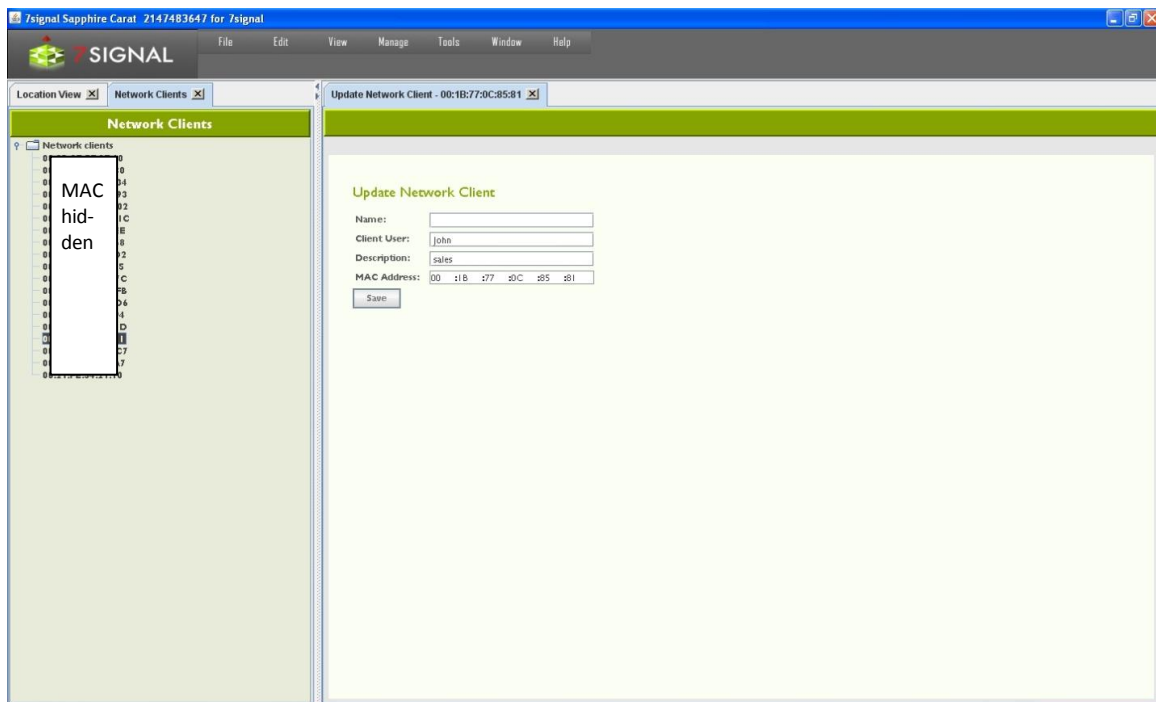 7signal Sapphire Carat 2147483647 for 7signal
7SIGNAL
File Edit View Manage Tools Window Help
Location View Network Clients
Update Network Client - 00:1B:77:0C:85:81
Network Clients
Network clients
MAC
hid-
den
Update Network Client
Name:
Client User: john
Description: sales
MAC Address: 00 :1B :77 :0C :85 :81
Save